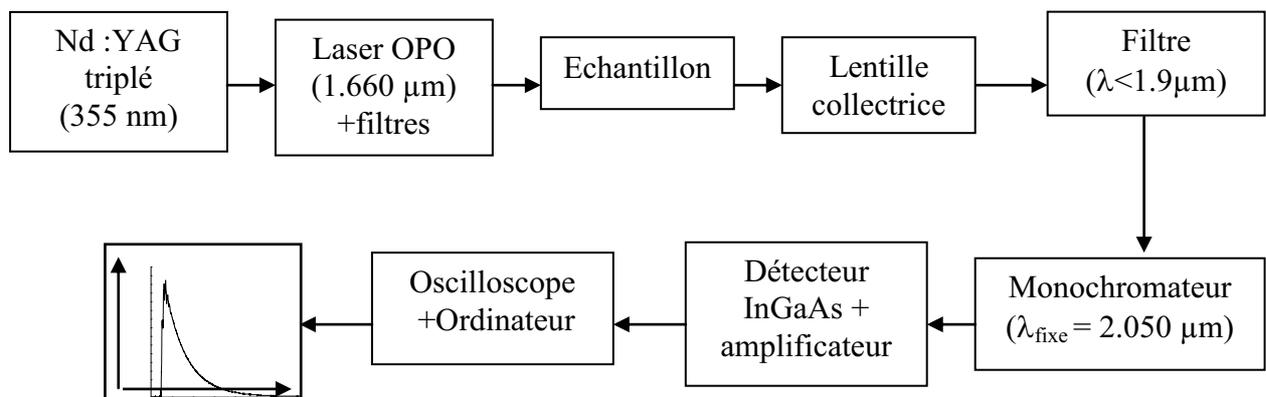 Nd :YAG
triplé
(355 nm)
Laser OPO
(1.660 µm)
+filtres
Echantillon
Lentille
collectrice
Filtre
(λ<1.9µm)
Monochromateur
(λfixe = 2.050 µm)
Détecteur
InGaAs +
amplificateur
Oscilloscope
+Ordinateur